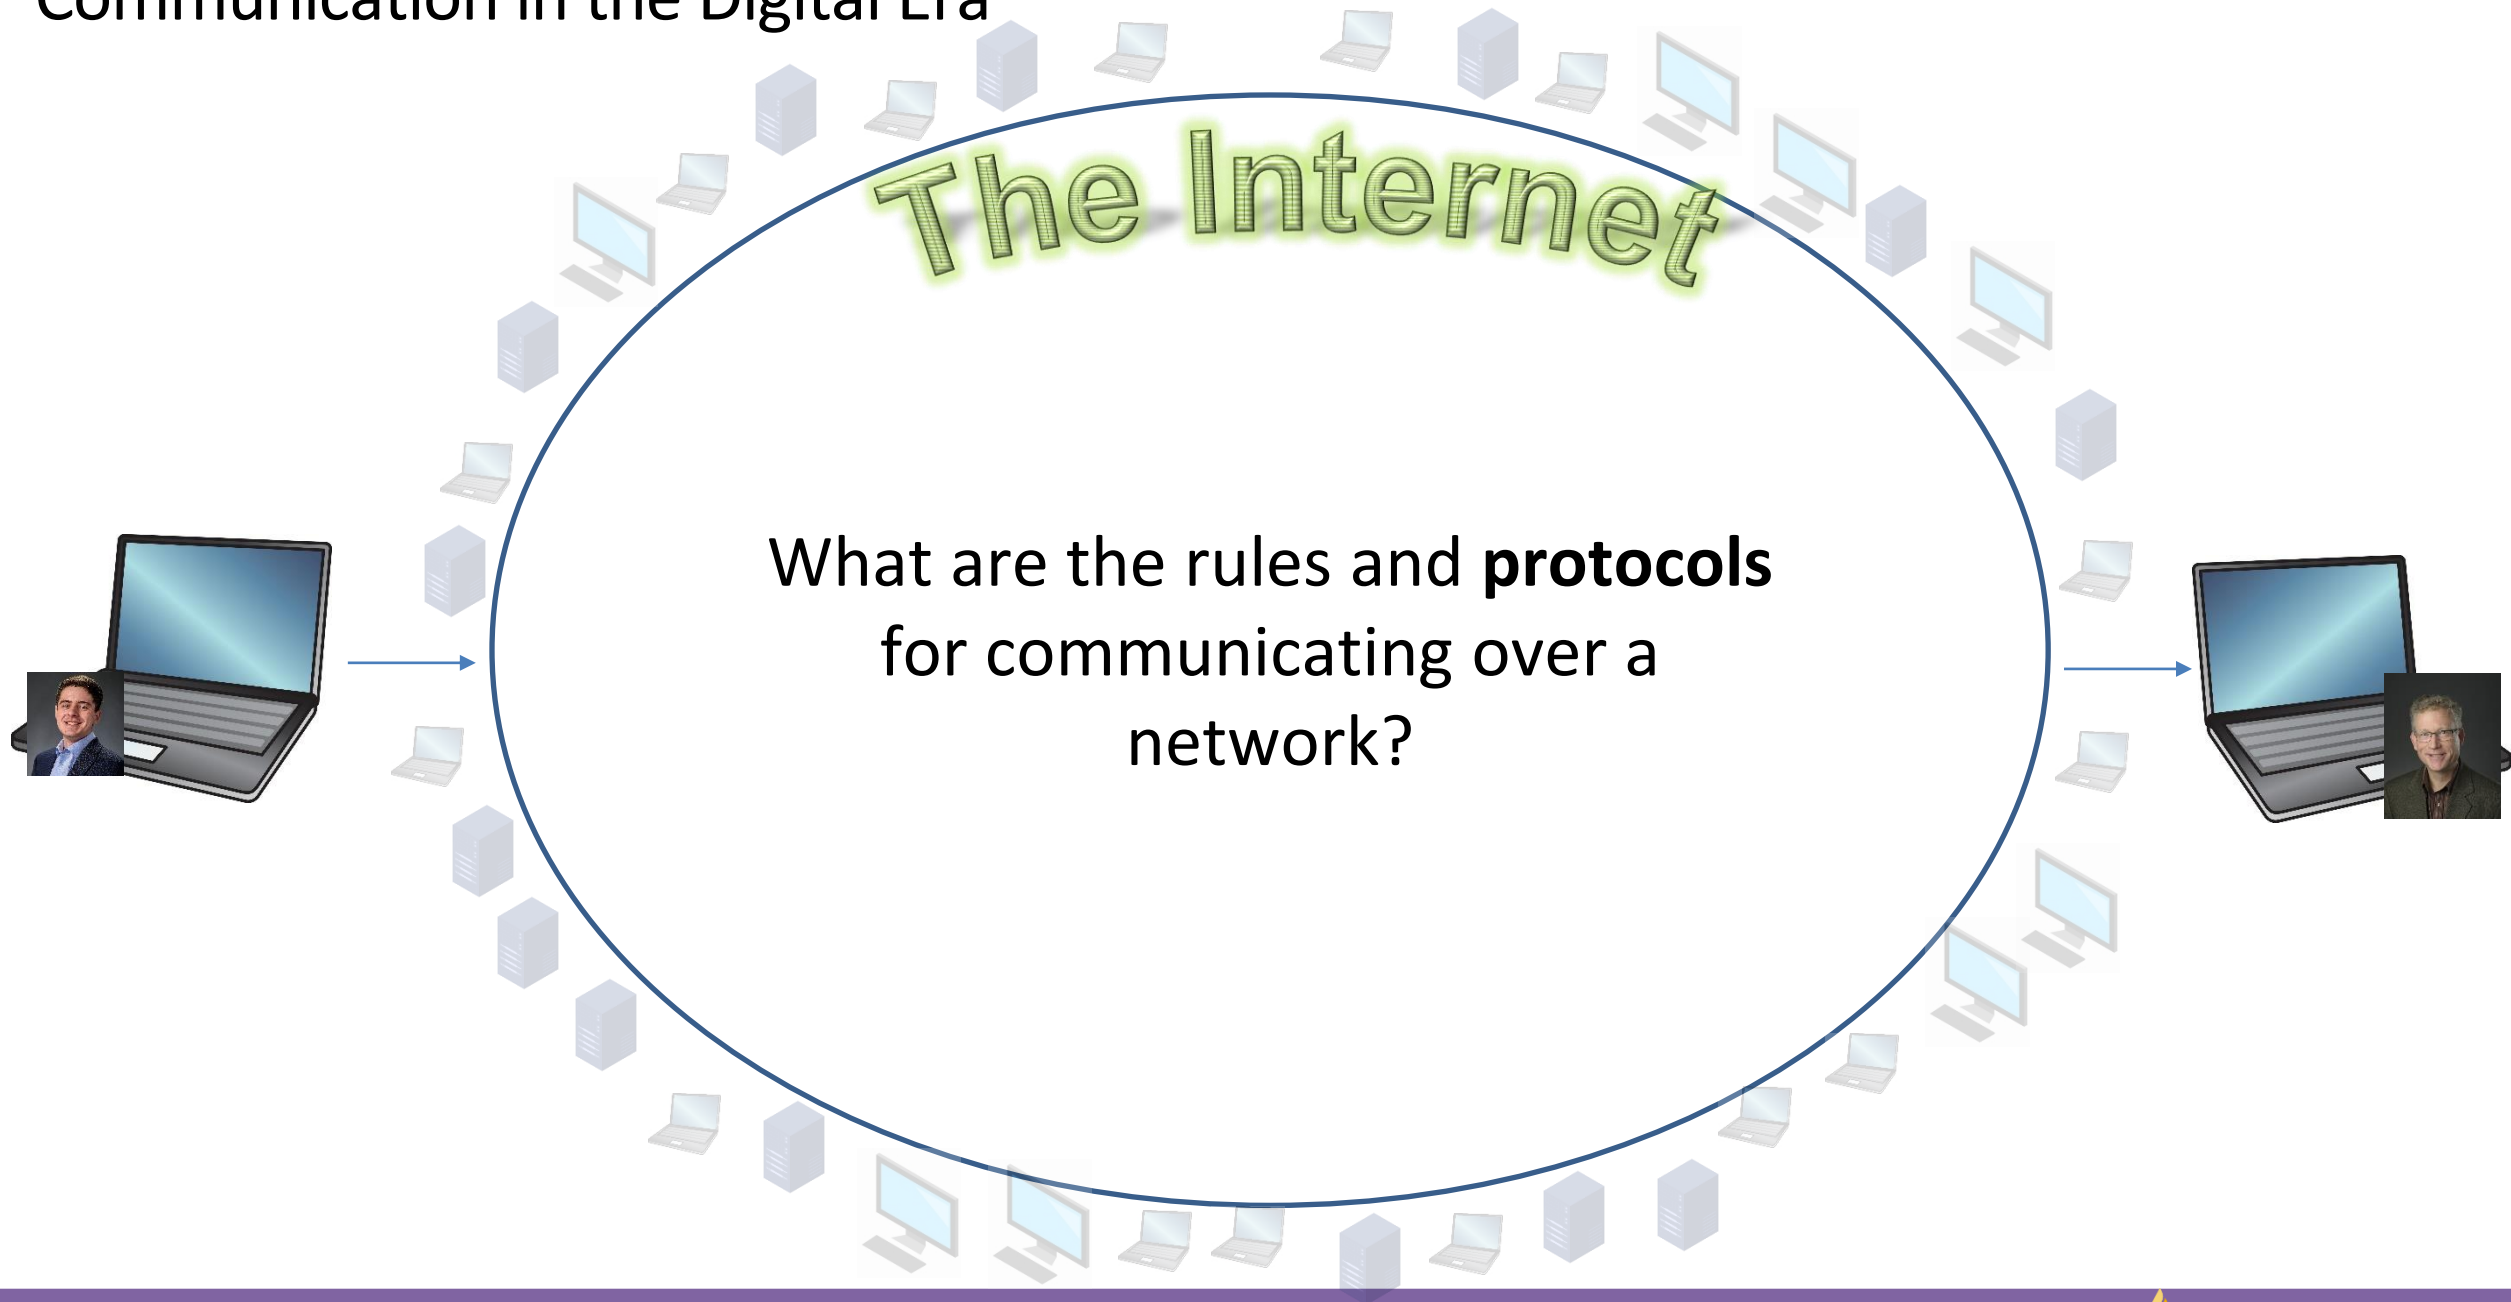 Communication in the Digital Era
The Internet
What are the rules and protocols
for communicating over a
network?